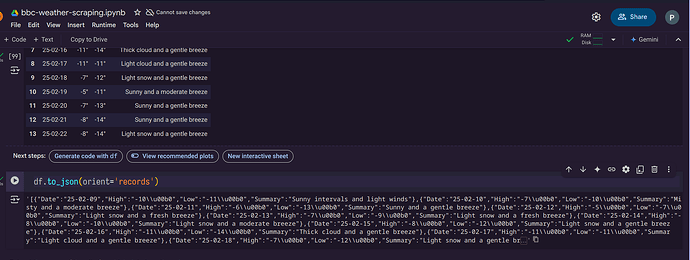 bbc-weather-scraping.ipynb Cannot save changes
File Edit View Insert Runtime Tools Help
Share
P
+ Code + Text Copy to Drive
RAM
Disk
Gemini
[99]
7 25-02-16 -11° -14° Thick cloud and a gentle breeze
8 25-02-17 -11° -11° Light cloud and a gentle breeze
9 25-02-18 -7° -12° Light snow and a gentle breeze
10 25-02-19 -5° -11° Sunny and a moderate breeze
11 25-02-20 -7° -13° Sunny and a gentle breeze
12 25-02-21 -8° -14° Sunny and a gentle breeze
13 25-02-22 -8° -14° Light snow and a gentle breeze
Next steps: Generate code with df View recommended plots New interactive sheet
df.to_json(orient='records')
'[{"Date":"25-02-09","High":"-10\\u00b0","Low":"-11\\u00b0","Summary":"Sunny intervals and light winds"},{"Date":"25-02-10","High":"-7\\u00b0","Low":"-10\\u00b0","Summary":"Mi
sty and a moderate breeze"},{"Date":"25-02-11","High":"-6\\u00b0","Low":"-13\\u00b0","Summary":"Sunny and a gentle breeze"},{"Date":"25-02-12","High":"-5\\u00b0","Low":"-7\\u0
0b0","Summary":"Light snow and a fresh breeze"},{"Date":"25-02-13","High":"-7\\u00b0","Low":"-9\\u00b0","Summary":"Light snow and a fresh breeze"},{"Date":"25-02-14","High":"-
8\\u00b0","Low":"-10\\u00b0","Summary":"Light snow and a moderate breeze"},{"Date":"25-02-15","High":"-8\\u00b0","Low":"-12\\u00b0","Summary":"Light snow and a gentle breez
e"},{"Date":"25-02-16","High":"-11\\u00b0","Low":"-14\\u00b0","Summary":"Thick cloud and a gentle breeze"},{"Date":"25-02-17","High":"-11\\u00b0","Low":"-11\\u00b0","Summar
y":"Light cloud and a gentle breeze"},{"Date":"25-02-18","High":"-7\\u00b0","Low":"-12\\u00b0","Summary":"Light snow and a gentle br...